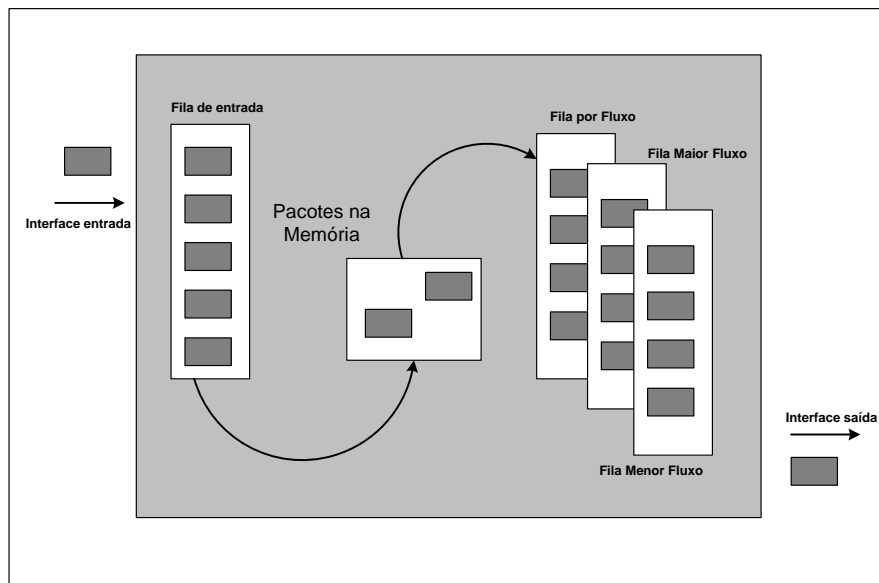 Fila de entrada
Fila por Fluxo
Fila Maior Fluxo
Interface entrada
Pacotes na
Memória
Interface saída
Fila Menor Fluxo